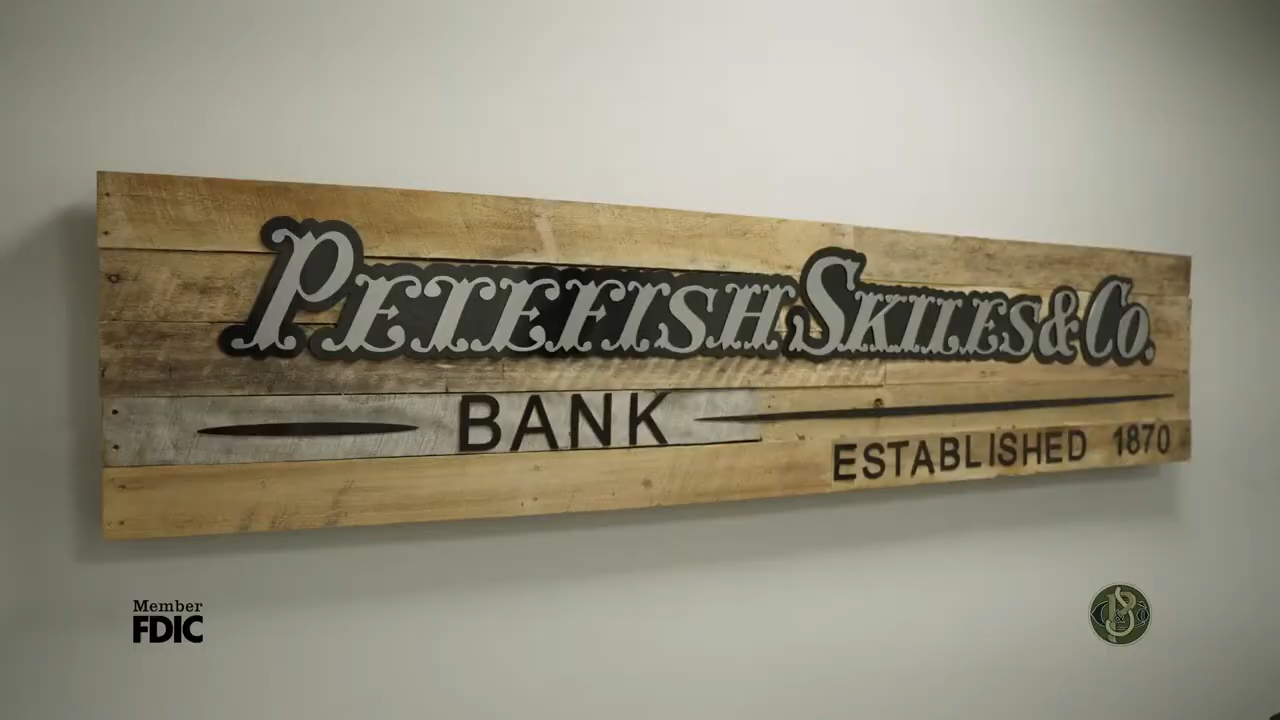 PETEFISH SKILES & CO.
BANK
ESTABLISHED 1870
Member
FDIC